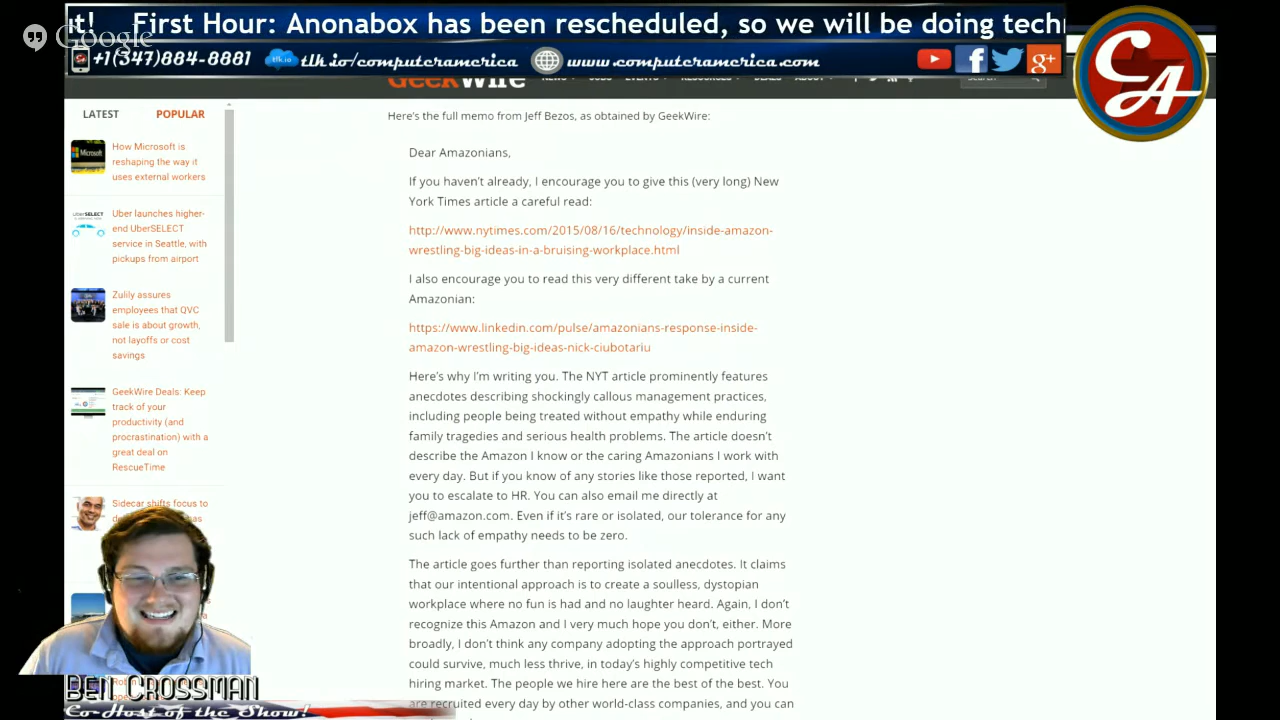 ut!    First Hour: Anonabox has been rescheduled, so we will be doing tech
Google
+1(347)884-8881
tlk.io
tlk.io/computeramerica
www.computeramerica.com
f
g+
CA
GeekWire
NEWS
JOBS
EVENTS
RESOURCES
DEALS
ABOUT
Search
LATEST
POPULAR
Microsoft
How Microsoft is
reshaping the way it
uses external workers
UberSELECT
Uber launches higher-
end UberSELECT
service in Seattle, with
pickups from airport
Zulily assures
employees that QVC
sale is about growth,
not layoffs or cost
savings
GeekWire Deals: Keep
track of your
productivity (and
procrastination) with a
great deal on
RescueTime
Sidecar shifts focus to
Here's the full memo from Jeff Bezos, as obtained by GeekWire:
Dear Amazonians,
If you haven't already, I encourage you to give this (very long) New
York Times article a careful read:
http://www.nytimes.com/2015/08/16/technology/inside-amazon-
wrestling-big-ideas-in-a-bruising-workplace.html
I also encourage you to read this very different take by a current
Amazonian:
https://www.linkedin.com/pulse/amazonians-response-inside-
amazon-wrestling-big-ideas-nick-ciubotariu
Here's why I'm writing you. The NYT article prominently features
anecdotes describing shockingly callous management practices,
including people being treated without empathy while enduring
family tragedies and serious health problems. The article doesn't
describe the Amazon I know or the caring Amazonians I work with
every day. But if you know of any stories like those reported, I want
you to escalate to HR. You can also email me directly at
jeff@amazon.com. Even if it's rare or isolated, our tolerance for any
such lack of empathy needs to be zero.
The article goes further than reporting isolated anecdotes. It claims
that our intentional approach is to create a soulless, dystopian
workplace where no fun is had and no laughter heard. Again, I don't
recognize this Amazon and I very much hope you don't, either. More
broadly, I don't think any company adopting the approach portrayed
could survive, much less thrive, in today's highly competitive tech
hiring market. The people we hire here are the best of the best. You
are recruited every day by other world-class companies, and you can
BEN CROSSMAN
Co-Host of the Show!